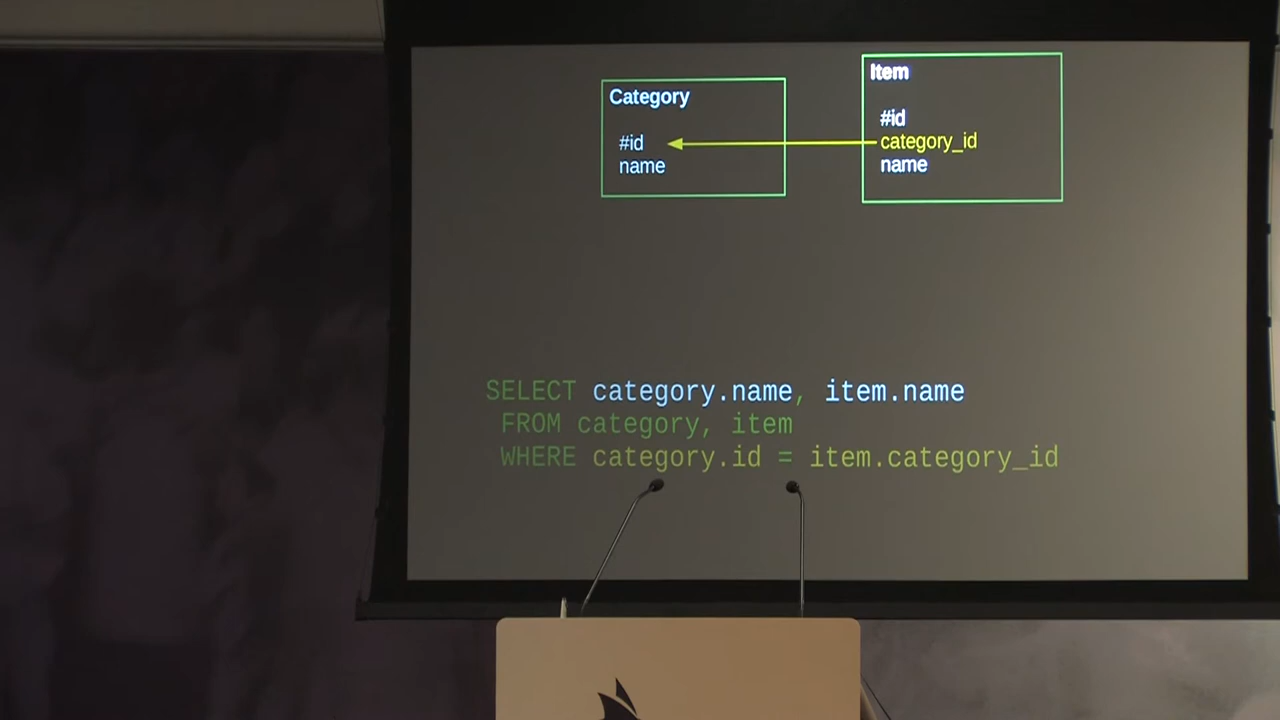 Category
#id
name
Item
#id
category_id
name
SELECT category.name, item.name
FROM category, item
WHERE category.id = item.category_id